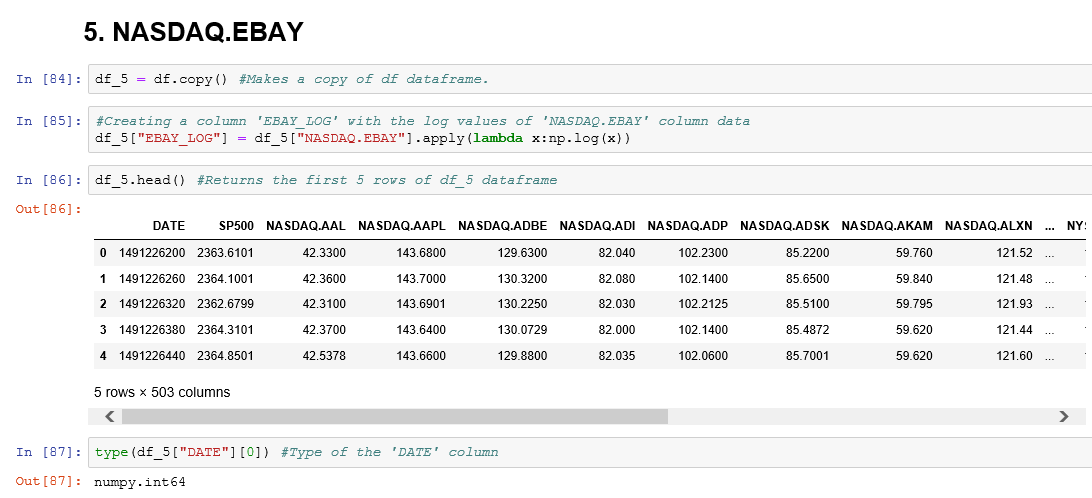 5. NASDAQ.EBAY
In [84]: df_5 = df.copy() #Makes a copy of df dataframe.
In [85]: #Creating a column 'EBAY_LOG' with the log values of 'NASDAQ.EBAY' column data
df_5["EBAY_LOG"] = df_5["NASDAQ.EBAY"].apply(lambda x:np.log(x))
In [86]: df_5.head() #Returns the first 5 rows of df_5 dataframe
Out[86]:
DATE SP500 NASDAQ.AAL NASDAQ.AAPL NASDAQ.ADBE NASDAQ.ADI NASDAQ.ADP NASDAQ.ADSK NASDAQ.AKAM NASDAQ.ALXN ...
0 1491226200 2363.6101 42.3300 143.6800 129.6300 82.040 102.2300 85.2200 59.760 121.52 ...
1 1491226260 2364.1001 42.3600 143.7000 130.3200 82.080 102.1400 85.6500 59.840 121.48 ...
2 1491226320 2362.6799 42.3100 143.6901 130.2250 82.030 102.2125 85.5100 59.795 121.93 ...
3 1491226380 2364.3101 42.3700 143.6400 130.0729 82.000 102.1400 85.4872 59.620 121.44 ...
4 1491226440 2364.8501 42.5378 143.6600 129.8800 82.035 102.0600 85.7001 59.620 121.60 ...
5 rows × 503 columns
In [87]: type(df_5["DATE"][0]) #Type of the 'DATE' column
Out[87]: numpy.int64